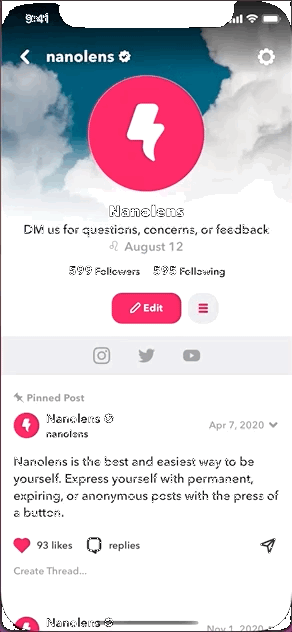 9:41
nanolens
Nanolens
DM us for questions, concerns, or feedback
August 12
Followers
Following
Edit
Pinned Post
Nanolens
Apr 7, 2020
nanolens
Nanolens is the best and easiest way to be
yourself. Express yourself with permanent,
expiring, or anonymous posts with the press of
a button.
93 likes
replies
Create Thread...
Nanolens
Nov 1, 2020